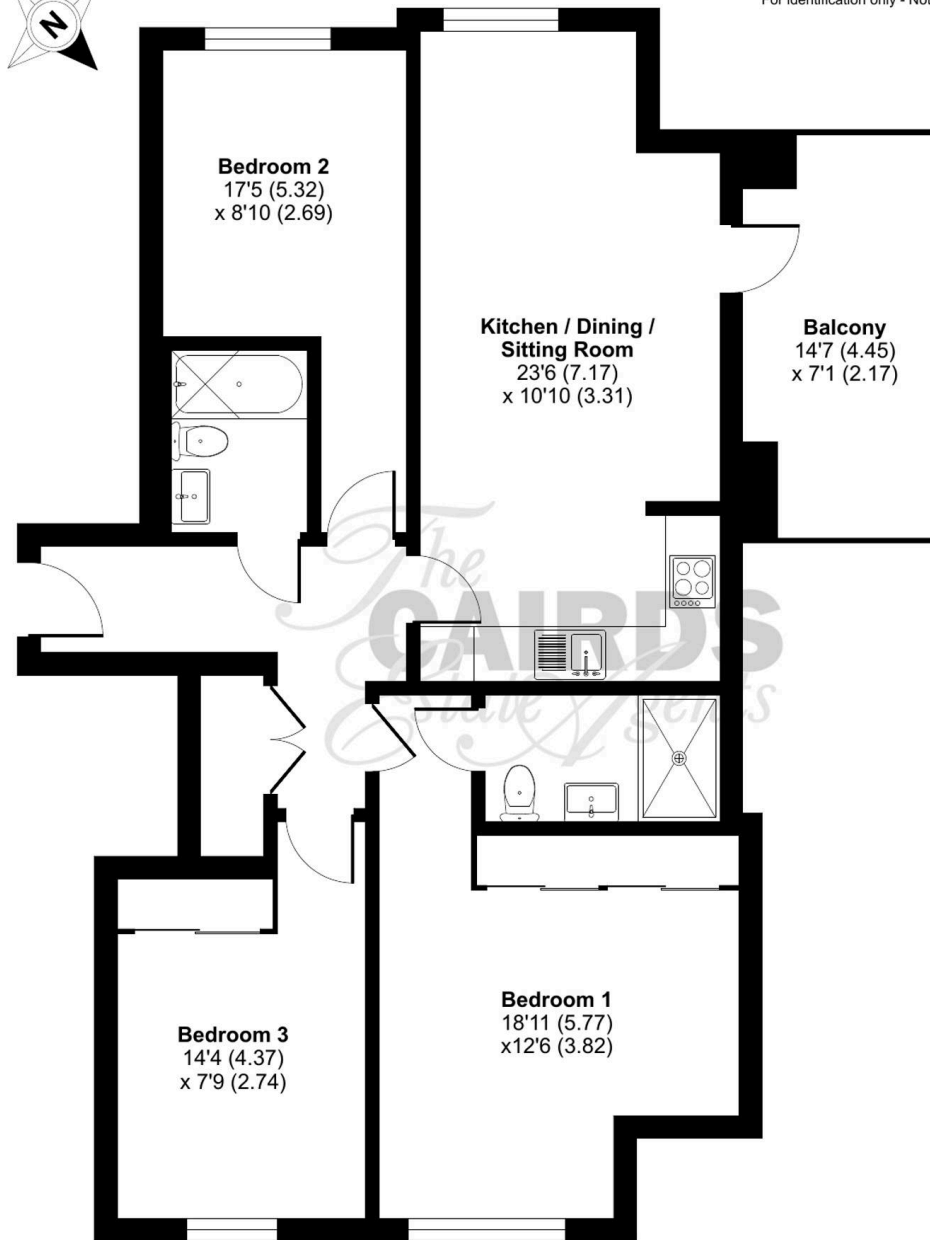 For identification only - Not
N
Bedroom 2
17'5 (5.32)
x 8'10 (2.69)
Kitchen / Dining /
Sitting Room
23'6 (7.17)
x 10'10 (3.31)
Balcony
14'7 (4.45)
x 7'1 (2.17)
The
CAIRDS
Estate Agents
Bedroom 1
18'11 (5.77)
x12'6 (3.82)
Bedroom 3
14'4 (4.37)
x 7'9 (2.74)